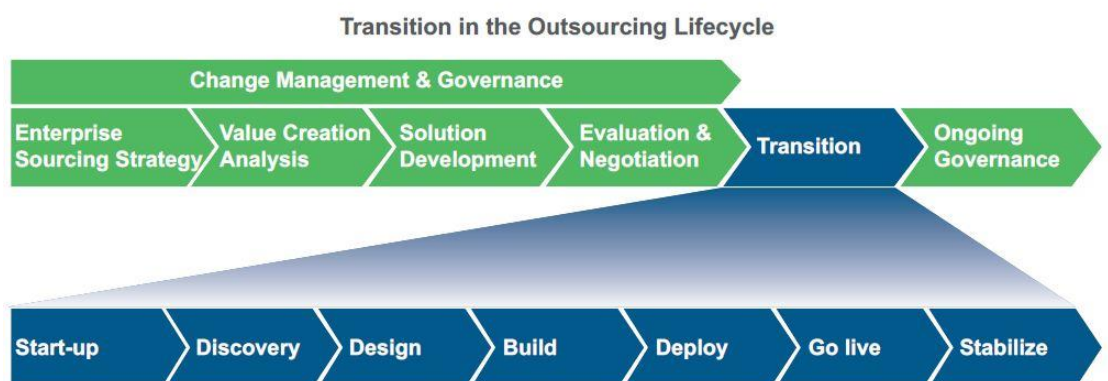 Transition in the Outsourcing Lifecycle
Change Management & Governance
Enterprise
Sourcing Strategy
Value Creation
Analysis
Solution
Development
Evaluation &
Negotiation
Transition
Ongoing
Governance
Start-up
Discovery
Design
Build
Deploy
Go live
Stabilize